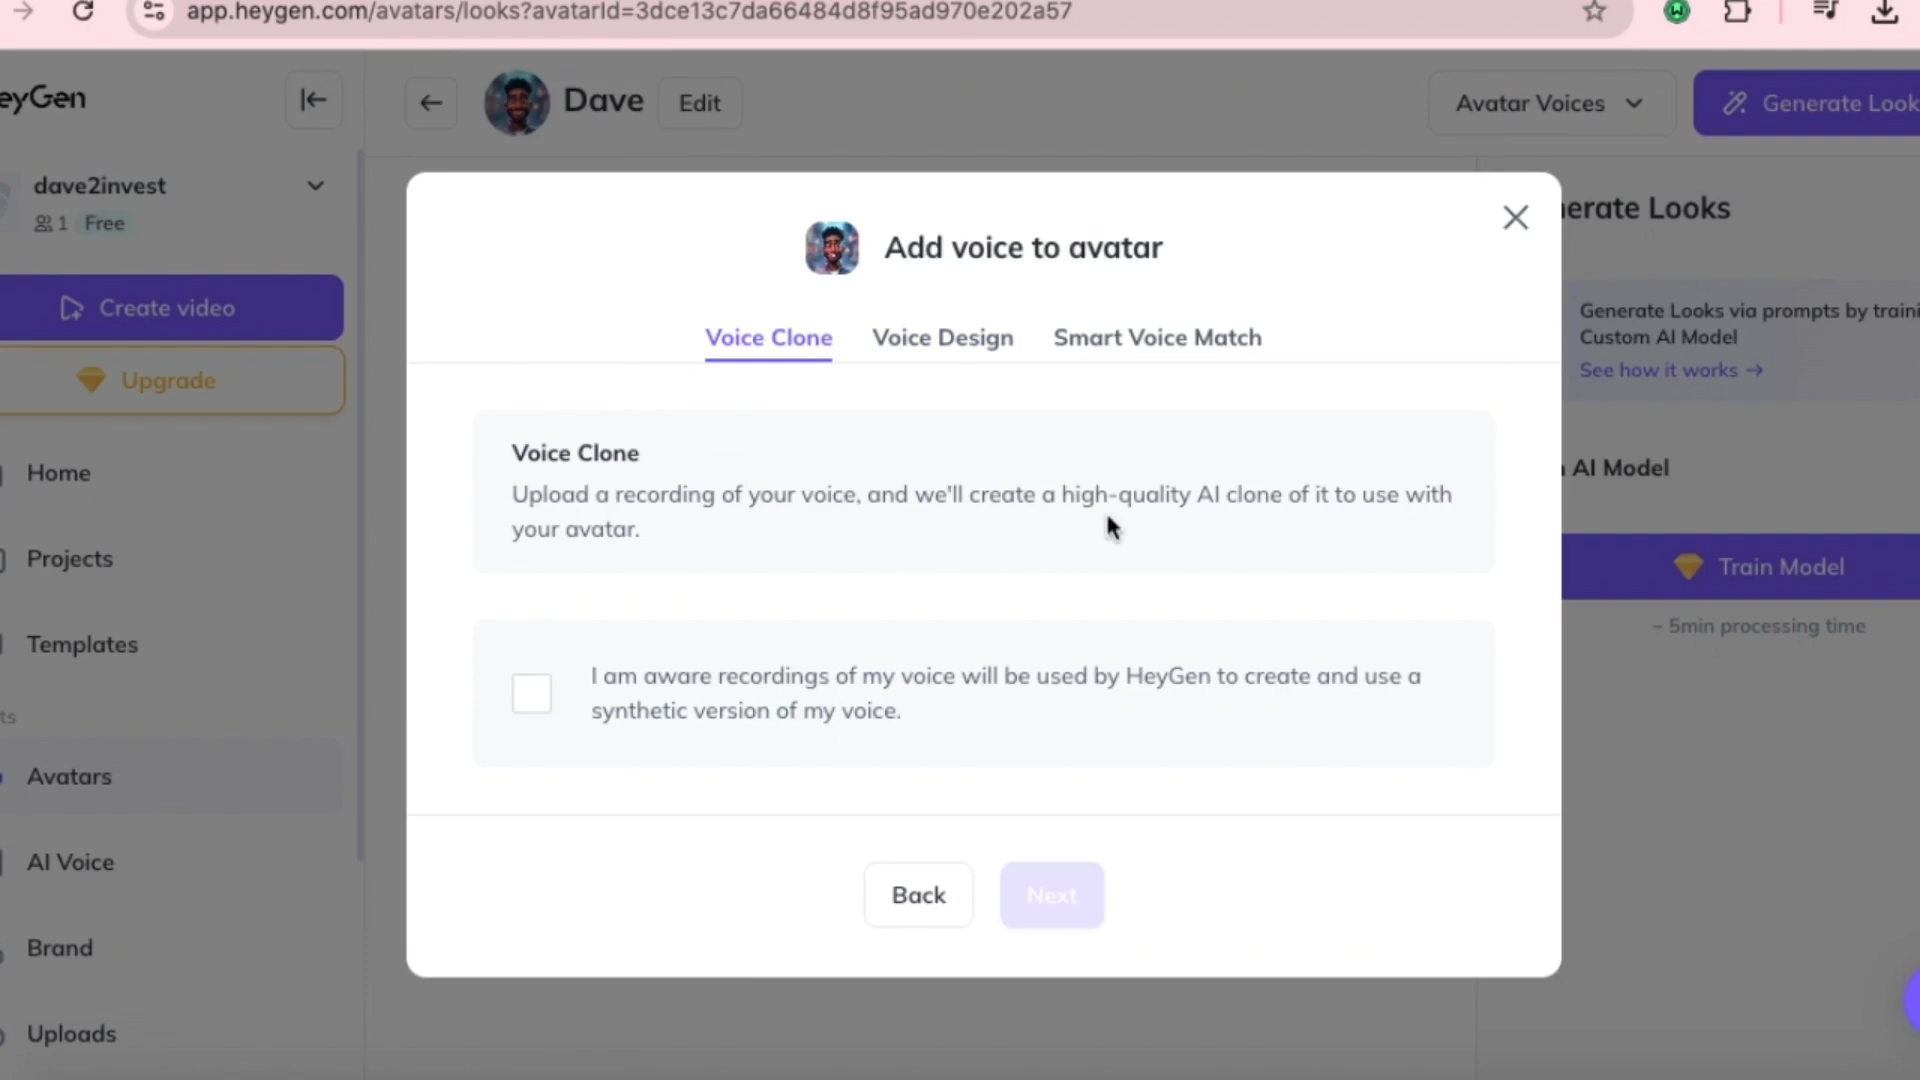 app.heygen.com/avatars/looks?avatarId=3dce13c7da66484d8f95ad970e202a57
eyGen
Dave
Edit
Avatar Voices
Generate Look
dave2invest
1 Free
Create video
Upgrade
Home
Projects
Templates
ts
Avatars
AI Voice
Brand
Uploads
Add voice to avatar
Voice Clone
Voice Design
Smart Voice Match
Voice Clone
Upload a recording of your voice, and we'll create a high-quality AI clone of it to use with
your avatar.
I am aware recordings of my voice will be used by HeyGen to create and use a
synthetic version of my voice.
Back
Next
nerate Looks
Generate Looks via prompts by traini
Custom AI Model
See how it works →
AI Model
Train Model
~ 5min processing time